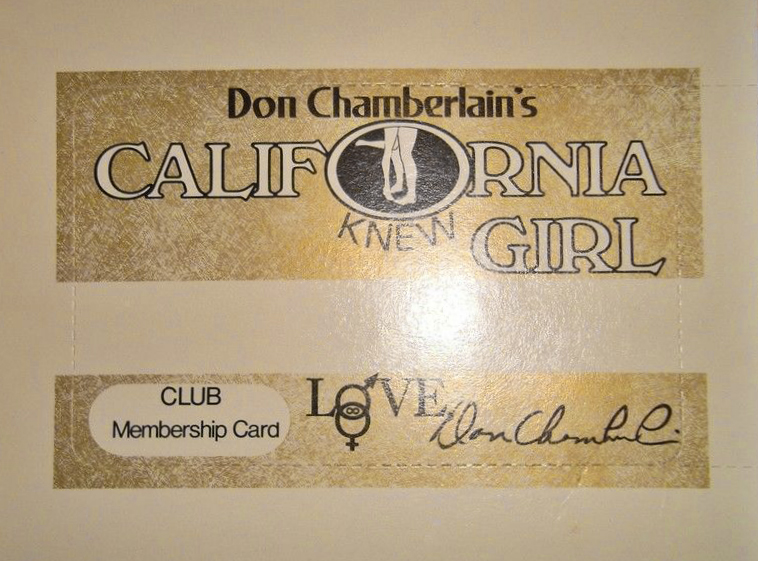 Don Chamberlain's
CALIFORNIA
KNEW
GIRL
CLUB
Membership Card
LOVE
Don Chamberlain